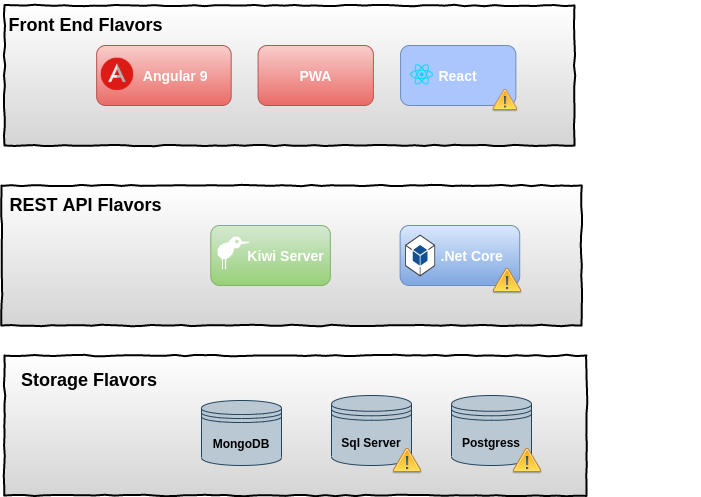 Front End Flavors
Angular 9
PWA
React
REST API Flavors
Kiwi Server
.Net Core
Storage Flavors
MongoDB
Sql Server
Postgress